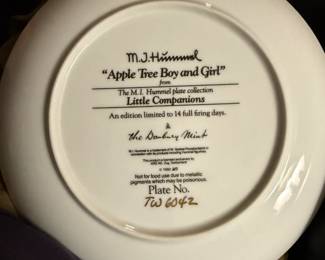 M.J. Hummel
"Apple Tree Boy and Girl"
from
The M.I. Hummel plate collection
Little Companions
An edition limited to 14 full firing days.
&
the Danbury Mint
Not for food use due to metallic
pigments which may be poisonous.
Plate No.
TW6042